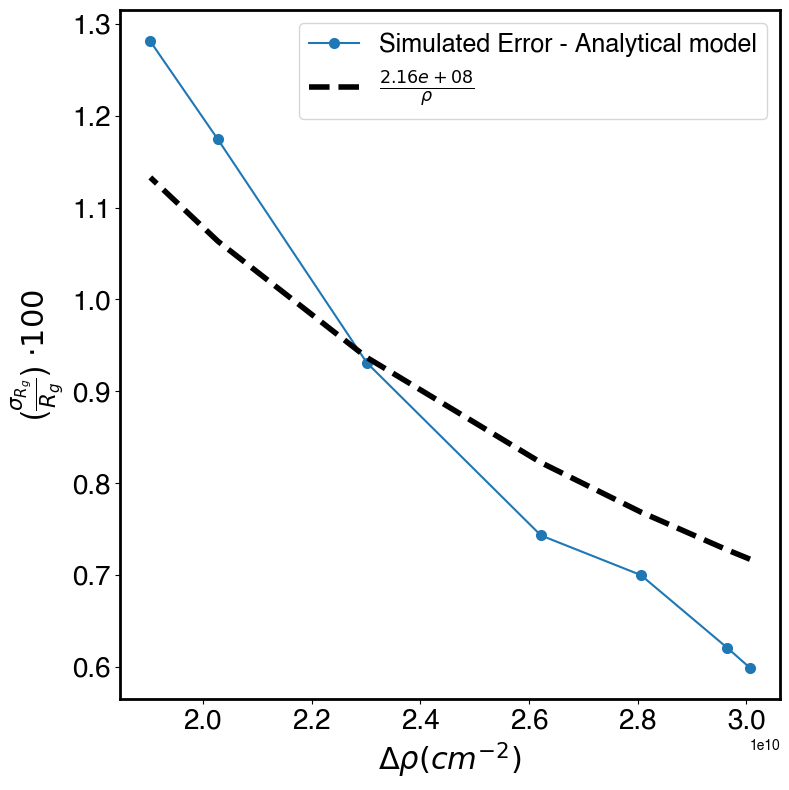 Simulated Error - Analytical model
2.16e + 08
ρ
1.3
1.2
1.1
1.0
0.9
0.8
0.7
0.6
(σ_{R_g}/R_g) ·100
2.0 2.2 2.4 2.6 2.8 3.0
1e10
Δρ(cm⁻²)